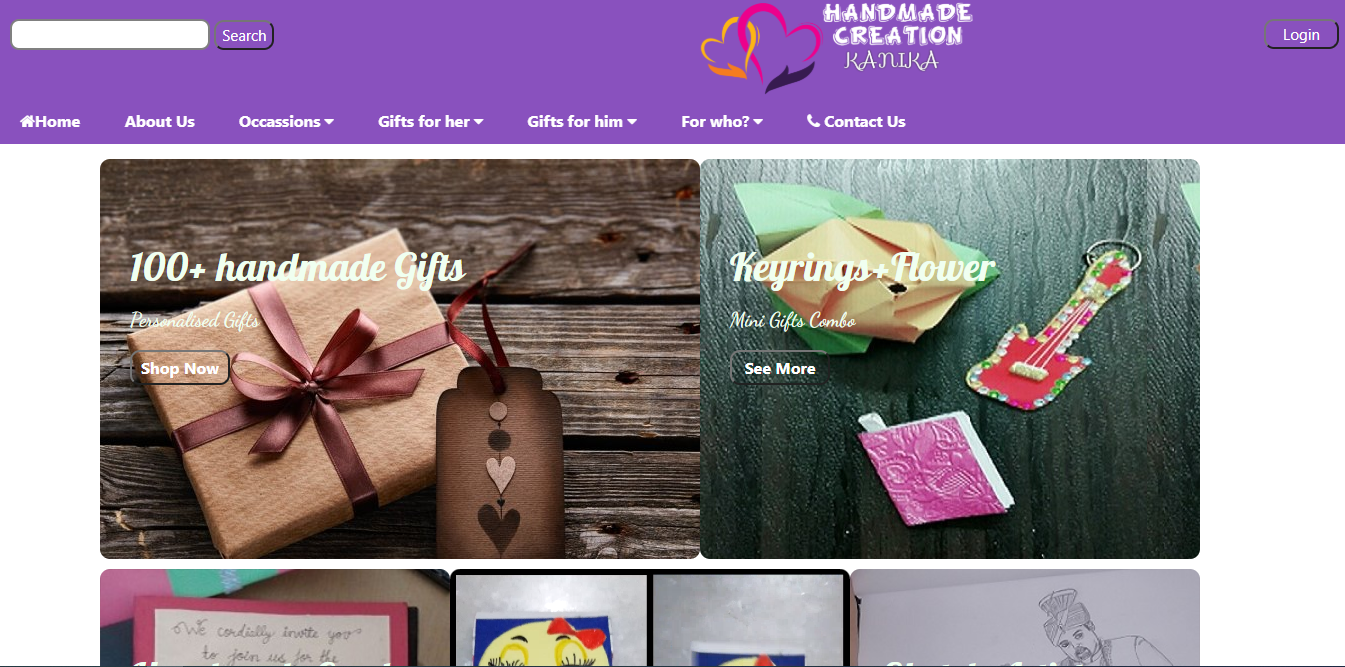 Search
HANDMADE
CREATION
KANIKA
Login
Home
About Us
Occassions
Gifts for her
Gifts for him
For who?
Contact Us
100+ handmade Gifts
Personalised Gifts
Shop Now
Keyrings+Flower
Mini Gifts Combo
See More
We cordially invite you
to join us for the